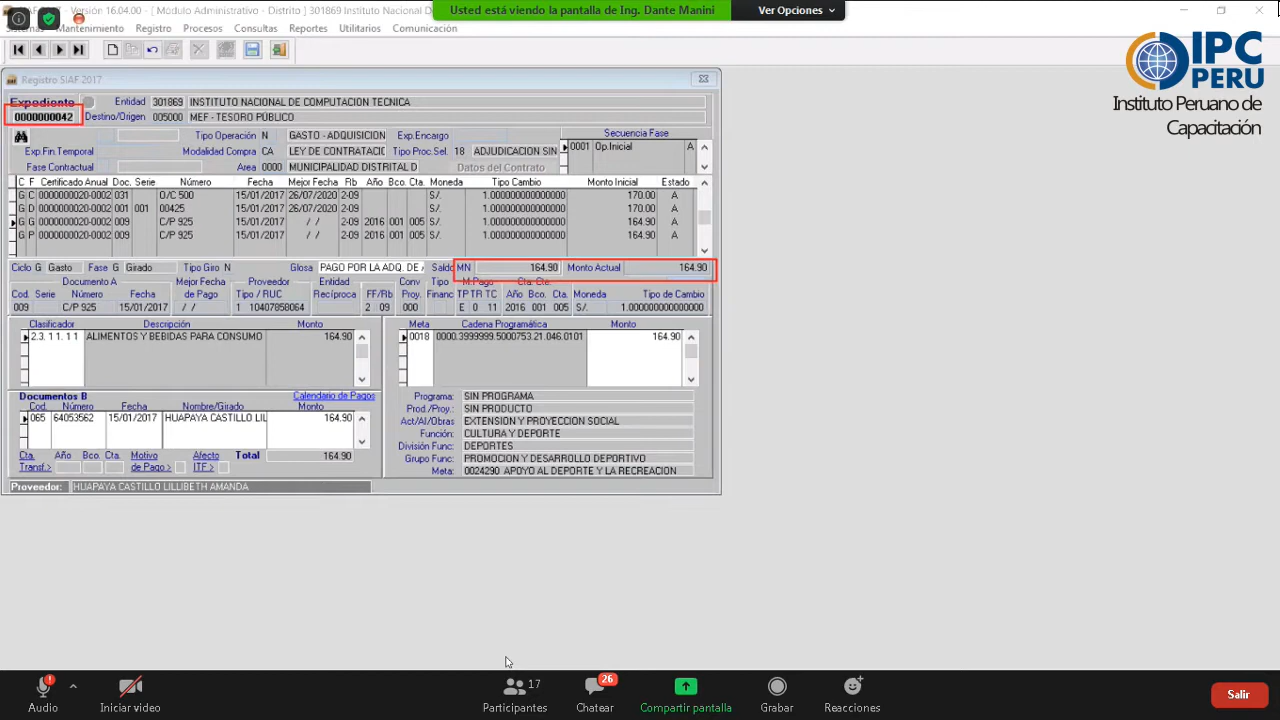 SIAF - Versión 16.04.00 - [ Módulo Administrativo - Distrito ] 301869 Instituto Nacional D
Usted está viendo la pantalla de Ing. Dante Manini
Ver Opciones
Mantenimiento Registro Procesos Consultas Reportes Utilitarios Comunicación
IPC
PERU
Instituto Peruano de
Capacitación
Registro SIAF 2017
Expediente Entidad 301869 INSTITUTO NACIONAL DE COMPUTACION TECNICA
0000000042 Destino/Origen 005000 MEF - TESORO PÚBLICO
Tipo Operación N GASTO - ADQUISICION Exp.Encargo Secuencia Fase
Exp.Fin.Temporal Modalidad Compra CA LEY DE CONTRATACIO Tipo Proc.Sel. 18 ADJUDICACION SIN 0001 Op.Inicial A
Fase Contractual Area 0000 MUNICIPALIDAD DISTRITAL D Datos del Contrato
C F Certificado Anual Doc. Serie Número Fecha Mejor Fecha Rb Año Bco. Cta. Moneda Tipo Cambio Monto Inicial Estado
G C 0000000020-0002 031 O/C 500 15/01/2017 26/07/2020 2-09 S/. 1.000000000000 170.00 A
G D 0000000020-0002 001 001 00425 15/01/2017 26/07/2020 2-09 S/. 1.000000000000 170.00 A
G G 0000000020-0002 009 C/P 925 15/01/2017 / / 2-09 2016 001 005 S/. 1.000000000000 164.90 A
G P 0000000020-0002 009 C/P 925 15/01/2017 / / 2-09 2016 001 005 S/. 1.000000000000 164.90 A
Ciclo G Gasto Fase G Girado Tipo Giro N Glosa PAGO POR LA ADQ. DE Saldo MN 164.90 Monto Actual 164.90
Documento A Mejor Fecha Proveedor Entidad Conv Tipo M.Pago Cta. Cte.
Cod. Serie Número Fecha de Pago Tipo / RUC Recíproca FF/Rb Proy. Financ TP TR TC Año Bco. Cta. Moneda Tipo de Cambio
009 C/P 925 15/01/2017 / / 1 10407858064 2 09 000 E 0 11 2016 001 005 S/. 1.00000000000
Clasificador Descripción Monto Meta Cadena Programática Monto
2.3. 1 1. 1 1 ALIMENTOS Y BEBIDAS PARA CONSUMO 164.90 0018 0000.3999999.5000753.21.046.0101 164.90
Documentos B Calendario de Pagos
Cod. Número Fecha Nombre/Girado Monto
065 64053562 15/01/2017 HUAPAYA CASTILLO LIL 164.90
Cta. Año Bco. Cta. Motivo Afecto Total 164.90
Transf.> de Pago > ITF.>
Programa: SIN PROGRAMA
Prod./Proy.: SIN PRODUCTO
Act/AI/Obras EXTENSION Y PROYECCION SOCIAL
Función: CULTURA Y DEPORTE
División Func: DEPORTES
Grupo Func: PROMOCION Y DESARROLLO DEPORTIVO
Meta: 0024290 APOYO AL DEPORTE Y LA RECREACION
Proveedor: HUAPAYA CASTILLO LILLIBETH AMANDA
17
26
Audio Iniciar video Participantes Chatear Compartir pantalla Grabar Reacciones Salir